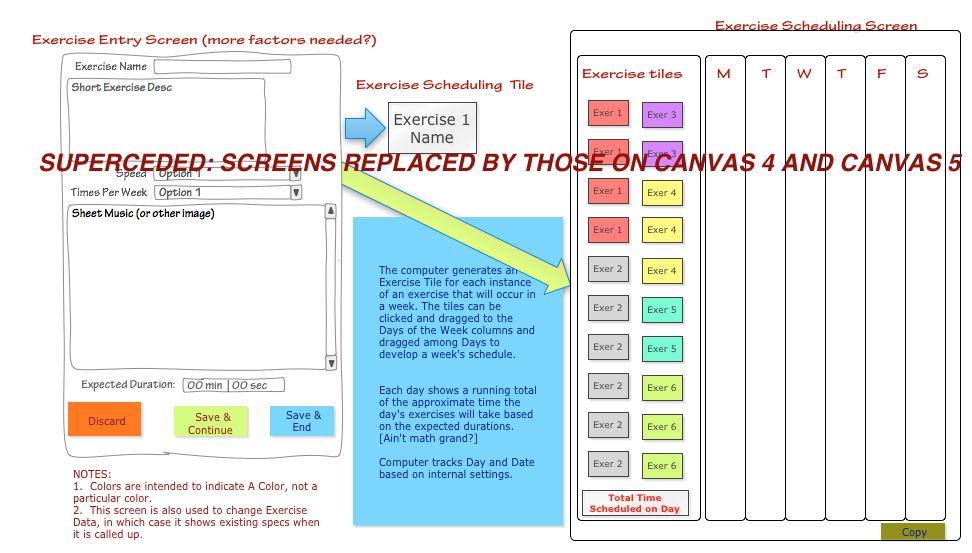 Exercise Scheduling Screen
Exercise Entry Screen (more factors needed?)
Exercise Name
Short Exercise Desc
SUPERCEDED: SCREENS REPLACED BY THOSE ON CANVAS 4 AND CANVAS 5
Speed Option 1
Times Per Week Option 1
Sheet Music (or other image)
Expected Duration: 00 min 00 sec
Discard
Save &
Continue
Save &
End
NOTES:
1. Colors are intended to indicate A Color, not a
particular color.
2. This screen is also used to change Exercise
Data, in which case it shows existing specs when
it is called up.
Exercise Scheduling Tile
Exercise 1
Name
The computer generates an
Exercise Tile for each instance
of an exercise that will occur in
a week. The tiles can be
clicked and dragged to the
Days of the Week columns and
dragged among Days to
develop a week's schedule.
Each day shows a running total
of the approximate time the
day's exercises will take based
on the expected durations.
[Ain't math grand?]
Computer tracks Day and Date
based on internal settings.
Exercise tiles M T W T F S
Exer 1 Exer 3
Exer 1 Exer 3
Exer 1 Exer 4
Exer 1 Exer 4
Exer 2 Exer 4
Exer 2 Exer 5
Exer 2 Exer 5
Exer 2 Exer 6
Exer 2 Exer 6
Exer 2 Exer 6
Total Time
Scheduled on Day
Copy